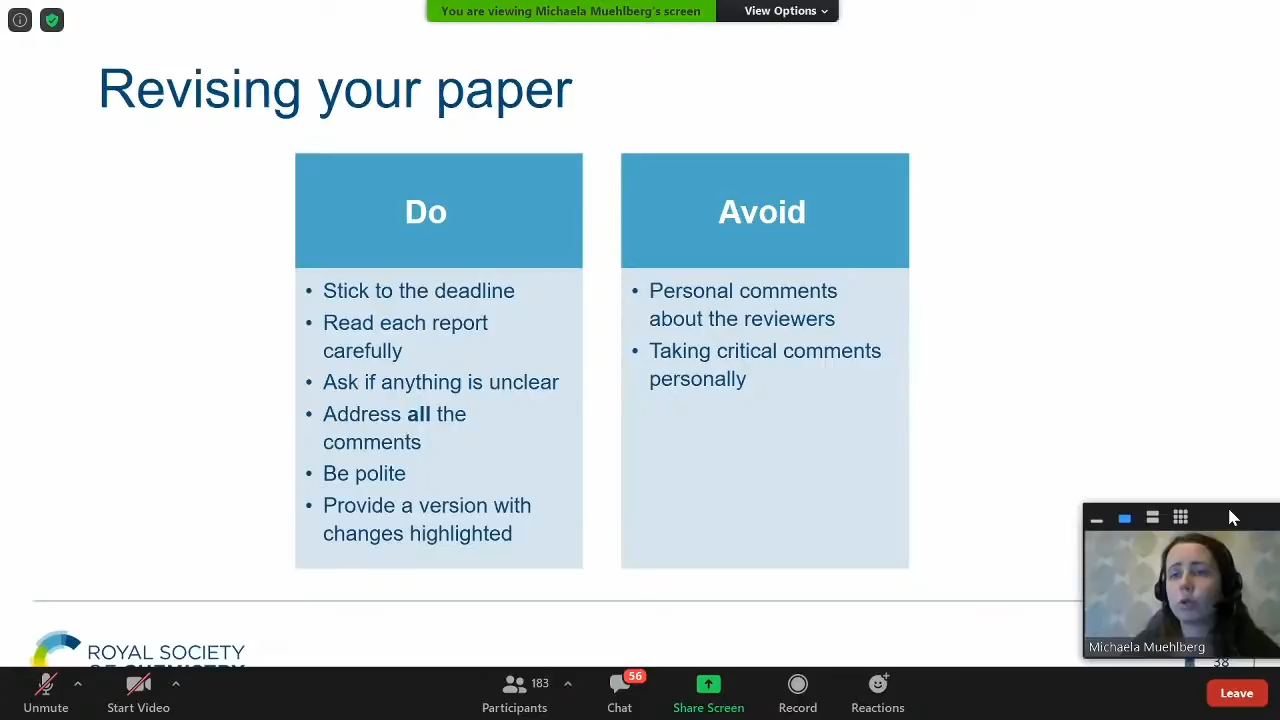 You are viewing Michaela Muehlberg's screen
View Options
Revising your paper
Do
• Stick to the deadline
• Read each report
carefully
• Ask if anything is unclear
• Address all the
comments
• Be polite
• Provide a version with
changes highlighted
Avoid
• Personal comments
about the reviewers
• Taking critical comments
personally
Michaela Muehlberg
38
ROYAL SOCIETY
OF CHEMISTRY
183
56
Unmute
Start Video
Participants
Chat
Share Screen
Record
Reactions
Leave